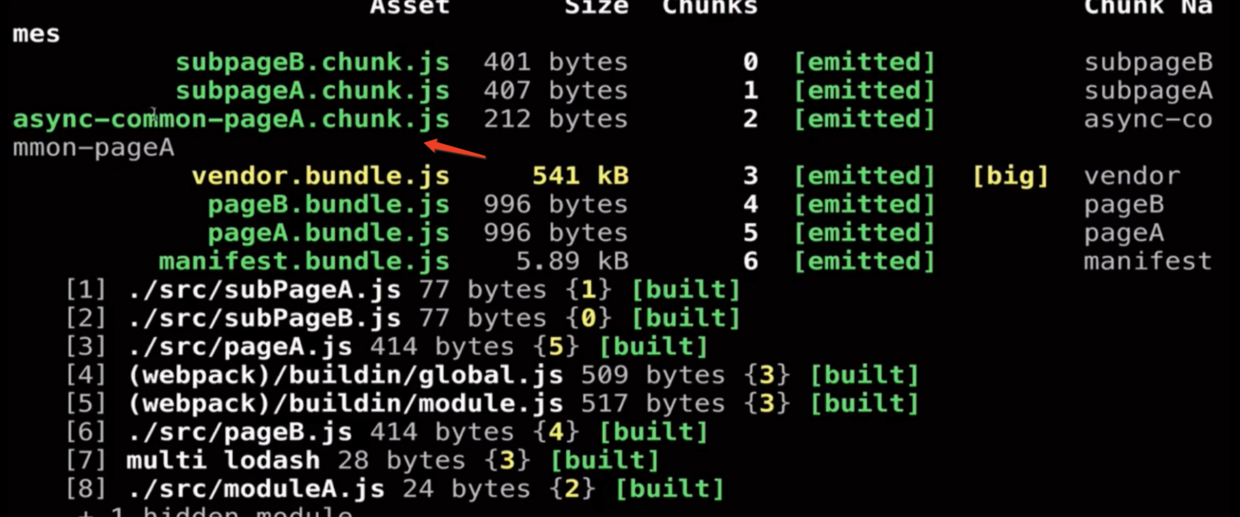 Asset Size Chunks Chunk Na
mes
subpageB.chunk.js 401 bytes 0 [emitted] subpageB
subpageA.chunk.js 407 bytes 1 [emitted] subpageA
async-common-pageA.chunk.js 212 bytes 2 [emitted] async-co
mmon-pageA
vendor.bundle.js 541 kB 3 [emitted] [big] vendor
pageB.bundle.js 996 bytes 4 [emitted] pageB
pageA.bundle.js 996 bytes 5 [emitted] pageA
manifest.bundle.js 5.89 kB 6 [emitted] manifest
[1] ./src/subPageA.js 77 bytes {1} [built]
[2] ./src/subPageB.js 77 bytes {0} [built]
[3] ./src/pageA.js 414 bytes {5} [built]
[4] (webpack)/buildin/global.js 509 bytes {3} [built]
[5] (webpack)/buildin/module.js 517 bytes {3} [built]
[6] ./src/pageB.js 414 bytes {4} [built]
[7] multi lodash 28 bytes {3} [built]
[8] ./src/moduleA.js 24 bytes {2} [built]
+ 1 hidden module